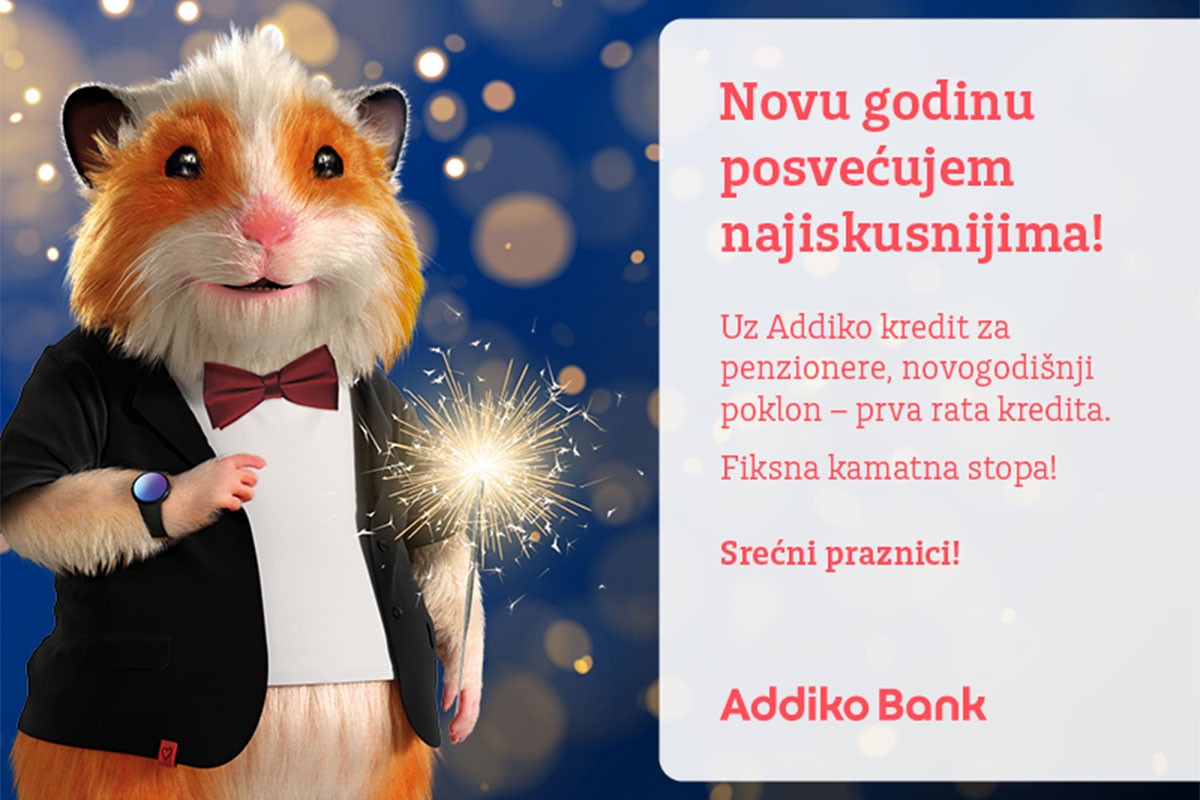 Novu godinu
posvećujem
najiskusnijima!
Uz Addiko kredit za
penzionere, novogodišnji
poklon – prva rata kredita.
Fiksna kamatna stopa!
Srećni praznici!
Addiko Bank